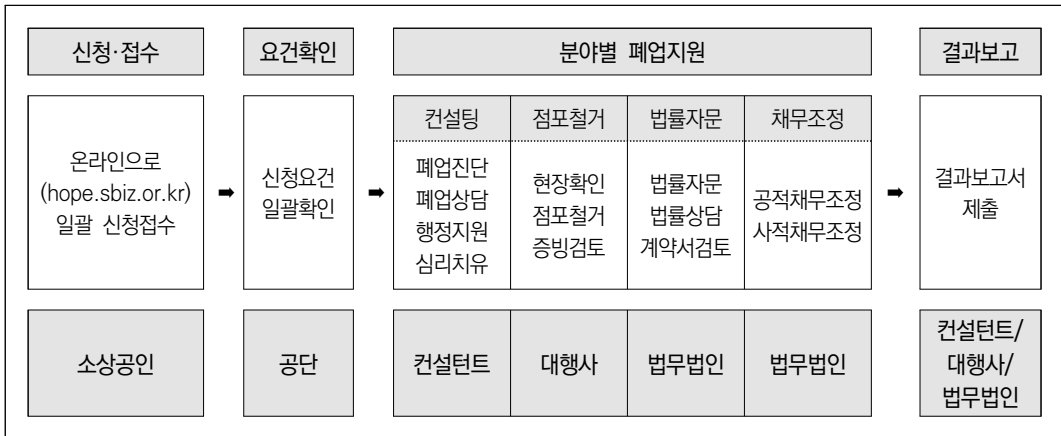 신청·접수
요건확인
분야별 폐업지원
결과보고
온라인으로
(hope.sbiz.or.kr)
일괄 신청접수
➡
신청요건
일괄확인
➡
컨설팅
폐업진단
폐업상담
행정지원
심리치유
점포철거
현장확인
점포철거
증빙검토
법률자문
법률자문
법률상담
계약서검토
채무조정
공적채무조정
사적채무조정
➡
결과보고서
제출
소상공인
공단
컨설턴트
대행사
법무법인
법무법인
컨설턴트/
대행사/
법무법인